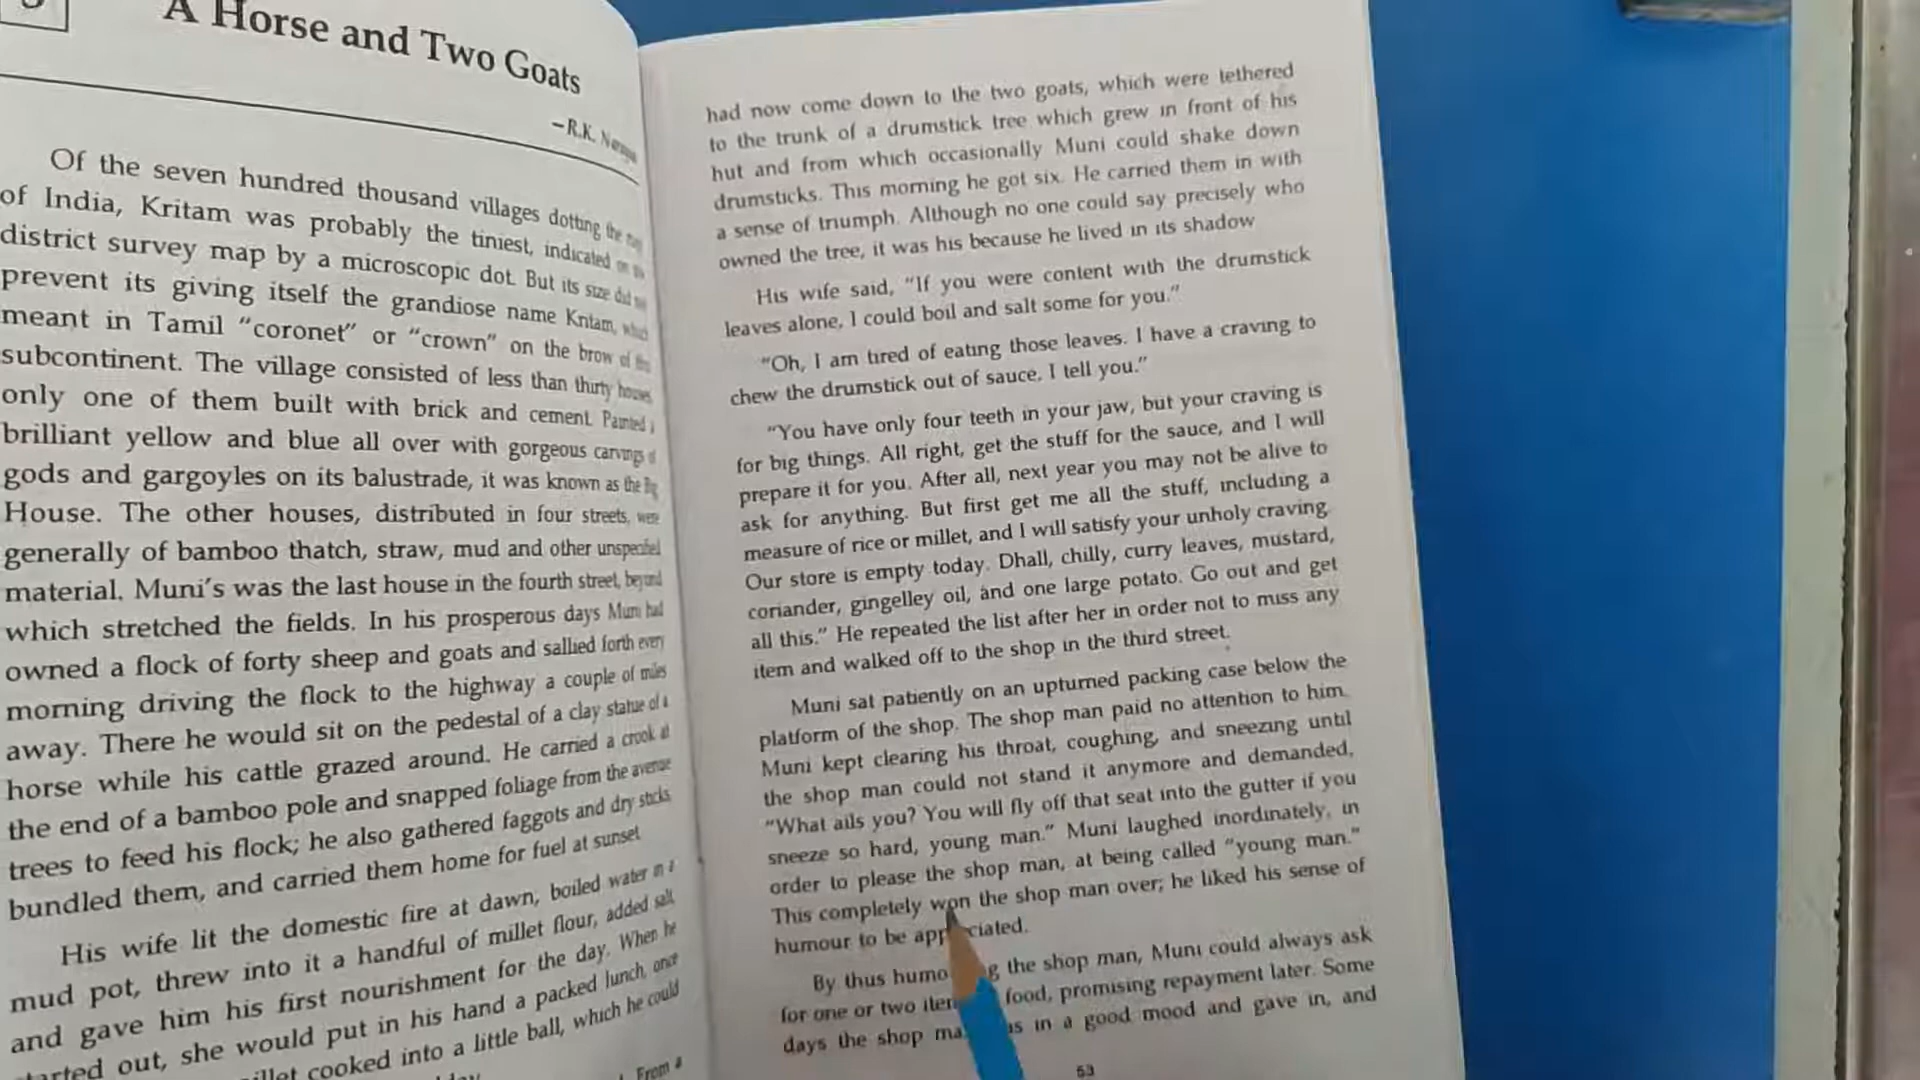 A Horse and Two Goats
–R.K.
Of the seven hundred thousand villages dotting the
of India, Kritam was probably the tiniest, indicated on
district survey map by a microscopic dot. But its size did
prevent its giving itself the grandiose name Kritam,
meant in Tamil “coronet” or “crown” on the brow of
subcontinent. The village consisted of less than thirty houses
only one of them built with brick and cement. Painted
brilliant yellow and blue all over with gorgeous carvings of
gods and gargoyles on its balustrade, it was known as the Big
House. The other houses, distributed in four streets, were
generally of bamboo thatch, straw, mud and other unspecified
material. Muni’s was the last house in the fourth street, beyond
which stretched the fields. In his prosperous days Muni had
owned a flock of forty sheep and goats and sallied forth every
morning driving the flock to the highway a couple of miles
away. There he would sit on the pedestal of a clay statue of a
horse while his cattle grazed around. He carried a crook at
the end of a bamboo pole and snapped foliage from the avenue
trees to feed his flock; he also gathered faggots and dry sticks,
bundled them, and carried them home for fuel at sunset.
His wife lit the domestic fire at dawn, boiled water in a
mud pot, threw into it a handful of millet flour, added salt,
and gave him his first nourishment for the day. When he
out, she would put in his hand a packed lunch, once
cooked into a little ball, which he could
From a
had now come down to the two goats, which were tethered
to the trunk of a drumstick tree which grew in front of his
hut and from which occasionally Muni could shake down
drumsticks. This morning he got six. He carried them in with
a sense of triumph. Although no one could say precisely who
owned the tree, it was his because he lived in its shadow
His wife said, “If you were content with the drumstick
leaves alone, I could boil and salt some for you.”
“Oh, I am tired of eating those leaves. I have a craving to
chew the drumstick out of sauce, I tell you.”
“You have only four teeth in your jaw, but your craving is
for big things. All right, get the stuff for the sauce, and I will
prepare it for you. After all, next year you may not be alive to
ask for anything. But first get me all the stuff, including a
measure of rice or millet, and I will satisfy your unholy craving.
Our store is empty today. Dhall, chilly, curry leaves, mustard,
coriander, gingelley oil, and one large potato. Go out and get
all this.” He repeated the list after her in order not to miss any
item and walked off to the shop in the third street.
Muni sat patiently on an upturned packing case below the
platform of the shop. The shop man paid no attention to him.
Muni kept clearing his throat, coughing, and sneezing until
the shop man could not stand it anymore and demanded,
“What ails you? You will fly off that seat into the gutter if you
sneeze so hard, young man.” Muni laughed inordinately, in
order to please the shop man, at being called “young man.”
This completely won the shop man over; he liked his sense of
humour to be appreciated.
By thus the shop man, Muni could always ask
for one or two food, promising repayment later. Some
days the shop in a good mood and gave in, and
53